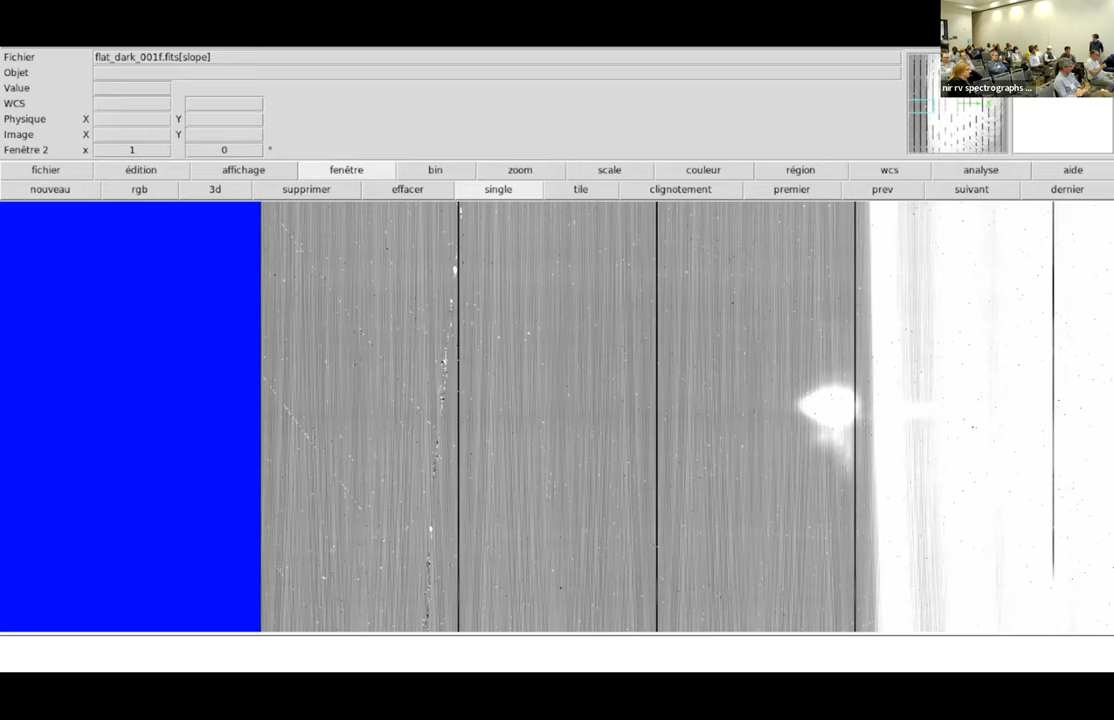 Fichier flat_dark_001f.fits[slope]
Objet
Value
WCS
Physique X Y
Image X Y
Fenêtre 2 x 1 0 °
X
nir rv spectrographs ...
fichier édition affichage fenêtre bin zoom scale couleur région wcs analyse aide
nouveau rgb 3d supprimer effacer single tile clignotement premier prev suivant dernier